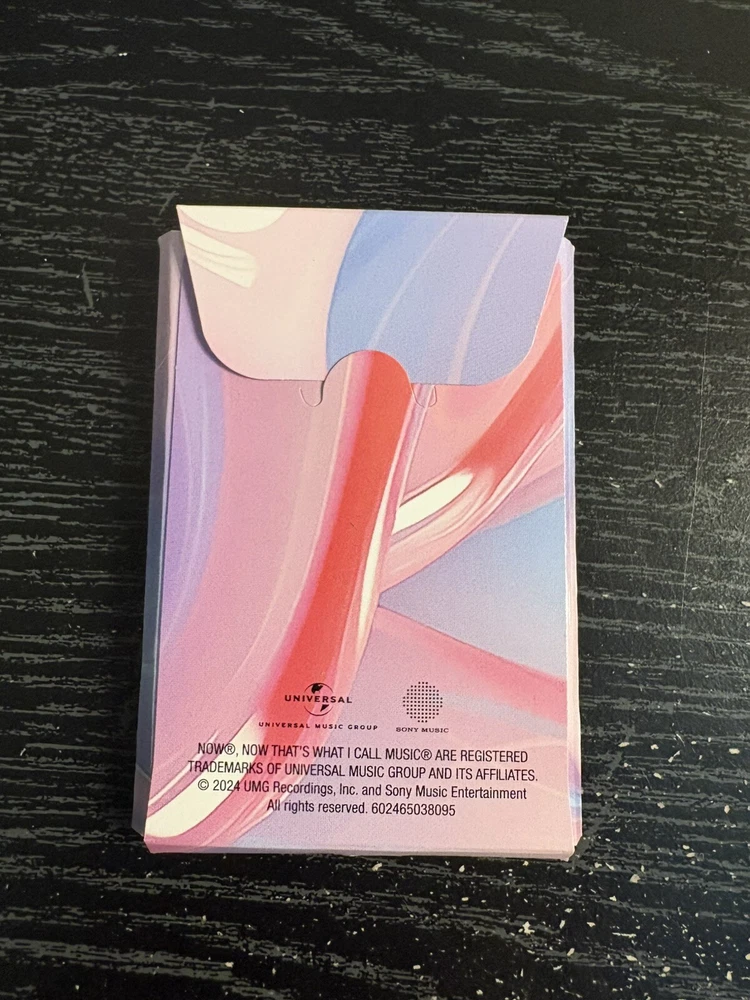 UNIVERSAL
UNIVERSAL MUSIC GROUP
SONY MUSIC
NOW®, NOW THAT'S WHAT I CALL MUSIC® ARE REGISTERED
TRADEMARKS OF UNIVERSAL MUSIC GROUP AND ITS AFFILIATES.
© 2024 UMG Recordings, Inc. and Sony Music Entertainment
All rights reserved. 602465038095